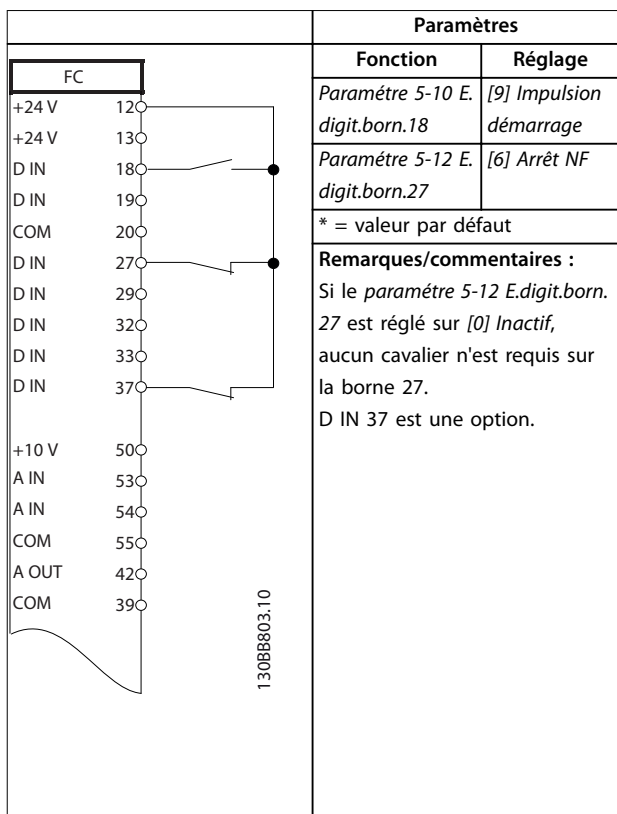 Paramètres
Fonction Réglage
FC
+24 V 12
+24 V 13
D IN 18
D IN 19
COM 20
D IN 27
D IN 29
D IN 32
D IN 33
D IN 37
+10 V 50
A IN 53
A IN 54
COM 55
A OUT 42
COM 39
130BB803.10
Paramétre 5-10 E. [9] Impulsion
digit.born.18 démarrage
Paramétre 5-12 E. [6] Arrêt NF
digit.born.27
* = valeur par défaut
Remarques/commentaires :
Si le paramétre 5-12 E.digit.born.
27 est réglé sur [0] Inactif,
aucun cavalier n'est requis sur
la borne 27.
D IN 37 est une option.